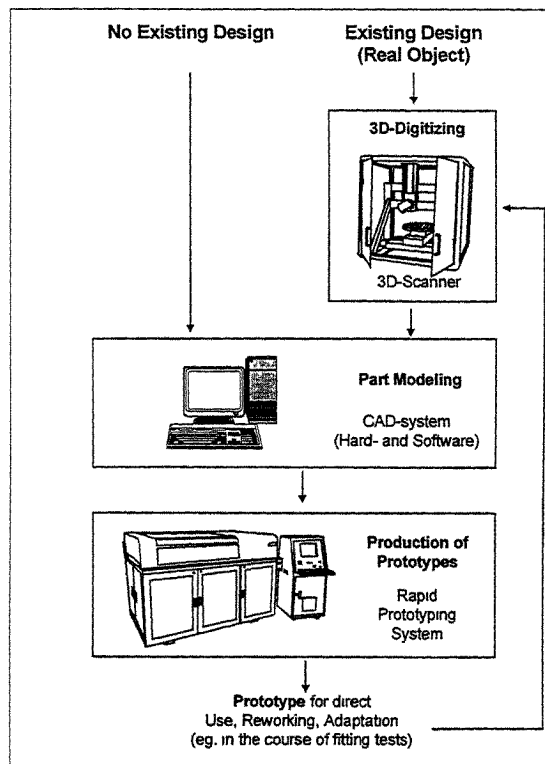 No Existing Design
Existing Design
(Real Object)
3D-Digitizing
3D-Scanner
Part Modeling
CAD-system
(Hard- and Software)
Production of
Prototypes
Rapid
Prototyping
System
Prototype for direct
Use, Reworking, Adaptation
(eg. in the course of fitting tests)